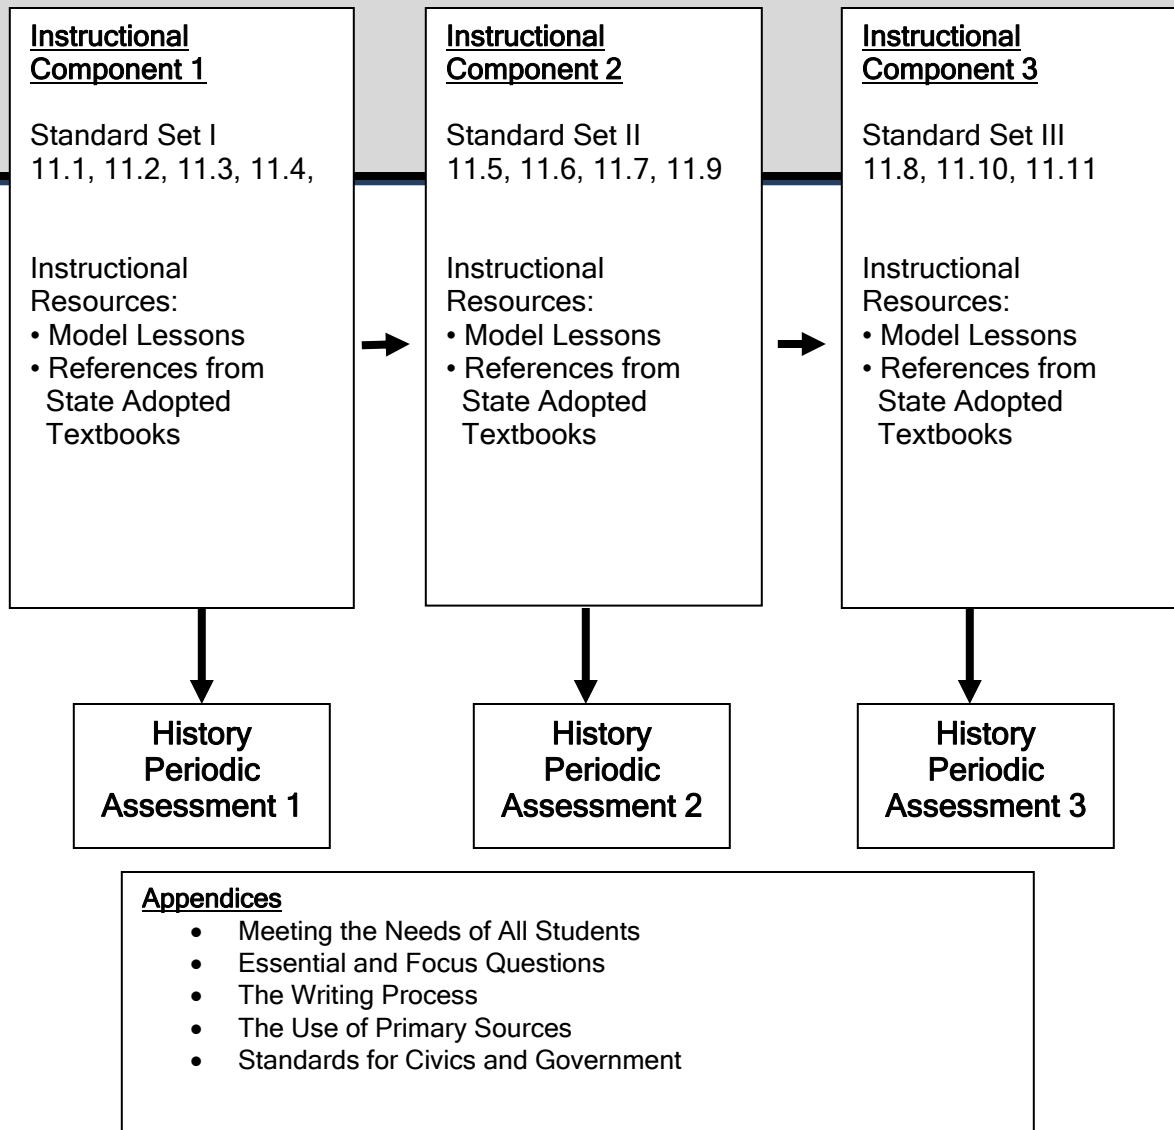 Instructional
Component 1
Standard Set I
11.1, 11.2, 11.3, 11.4,
Instructional
Resources:
• Model Lessons
• References from
State Adopted
Textbooks
Instructional
Component 2
Standard Set II
11.5, 11.6, 11.7, 11.9
Instructional
Resources:
• Model Lessons
• References from
State Adopted
Textbooks
Instructional
Component 3
Standard Set III
11.8, 11.10, 11.11
Instructional
Resources:
• Model Lessons
• References from
State Adopted
Textbooks
History
Periodic
Assessment 1
History
Periodic
Assessment 2
History
Periodic
Assessment 3
Appendices
• Meeting the Needs of All Students
• Essential and Focus Questions
• The Writing Process
• The Use of Primary Sources
• Standards for Civics and Government